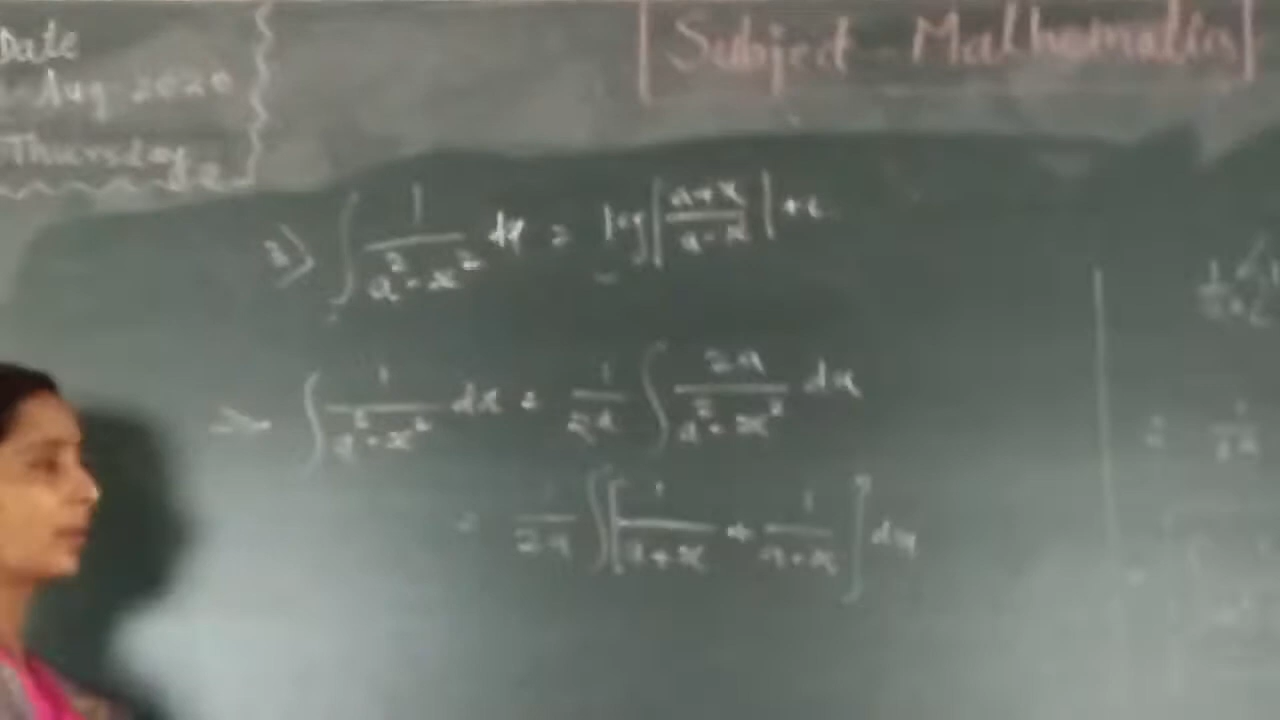 Date
Aug 2020
Thursday
Subject - Mathematics
2) ∫ 1/(a² - x²) dx = log |(a+x)/(a-x)| + c
=> ∫ 1/(a² - x²) dx = 1/2a ∫ 2a/(a² - x²) dx
= 1/2a ∫ [1/(a+x) + 1/(a-x)] dx